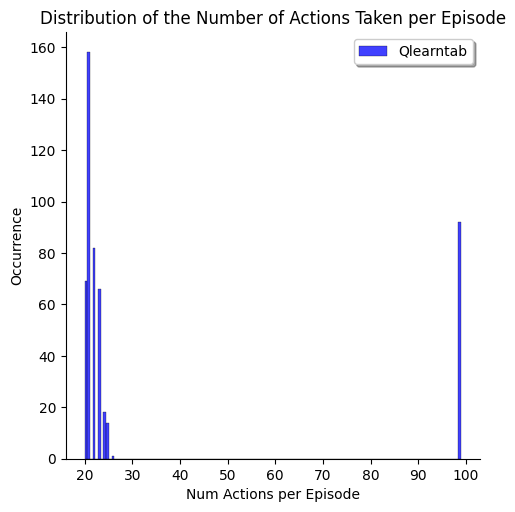 Distribution of the Number of Actions Taken per Episode
Qlearntab
Occurrence
160
140
120
100
80
60
40
20
0
20 30 40 50 60 70 80 90 100
Num Actions per Episode